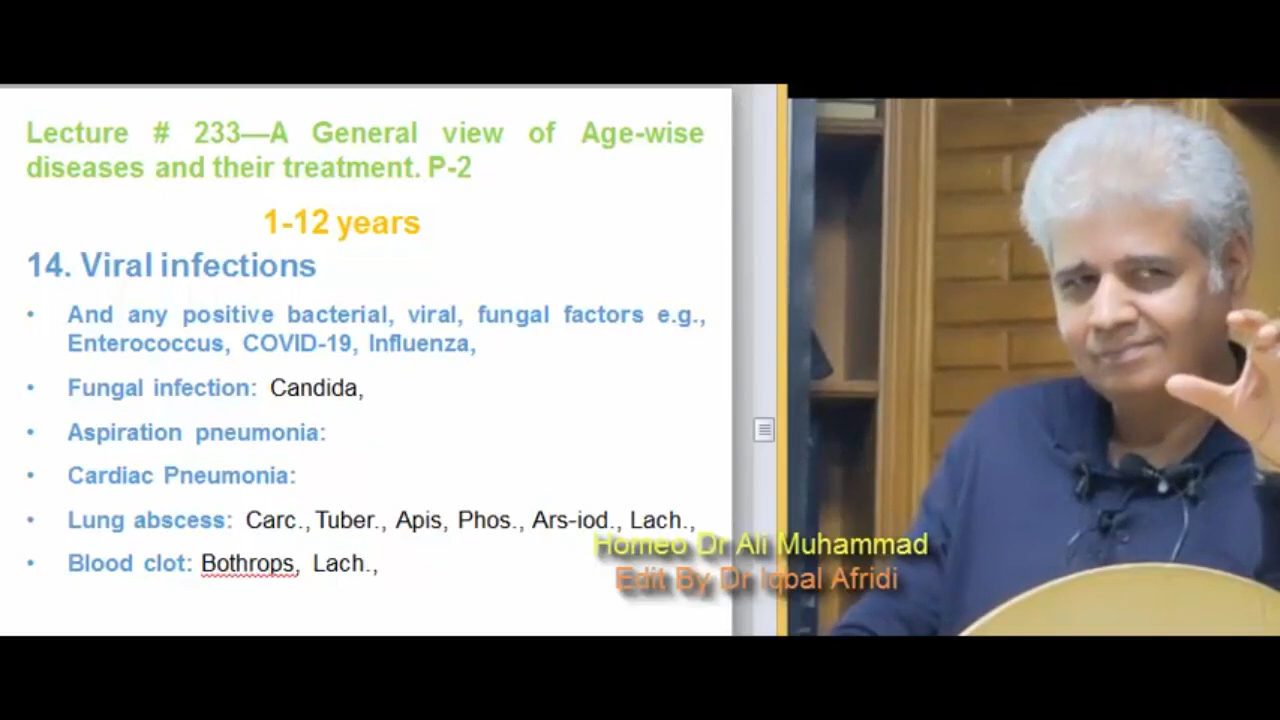 Lecture # 233—A General view of Age-wise
diseases and their treatment. P-2
1-12 years
14. Viral infections
• And any positive bacterial, viral, fungal factors e.g.,
Enterococcus, COVID-19, Influenza,
• Fungal infection: Candida,
• Aspiration pneumonia:
• Cardiac Pneumonia:
• Lung abscess: Carc., Tuber., Apis, Phos., Ars-iod., Lach.,
• Blood clot: Bothrops, Lach.,
Homeo Dr Ali Muhammad
Edit By Dr Iqbal Afridi